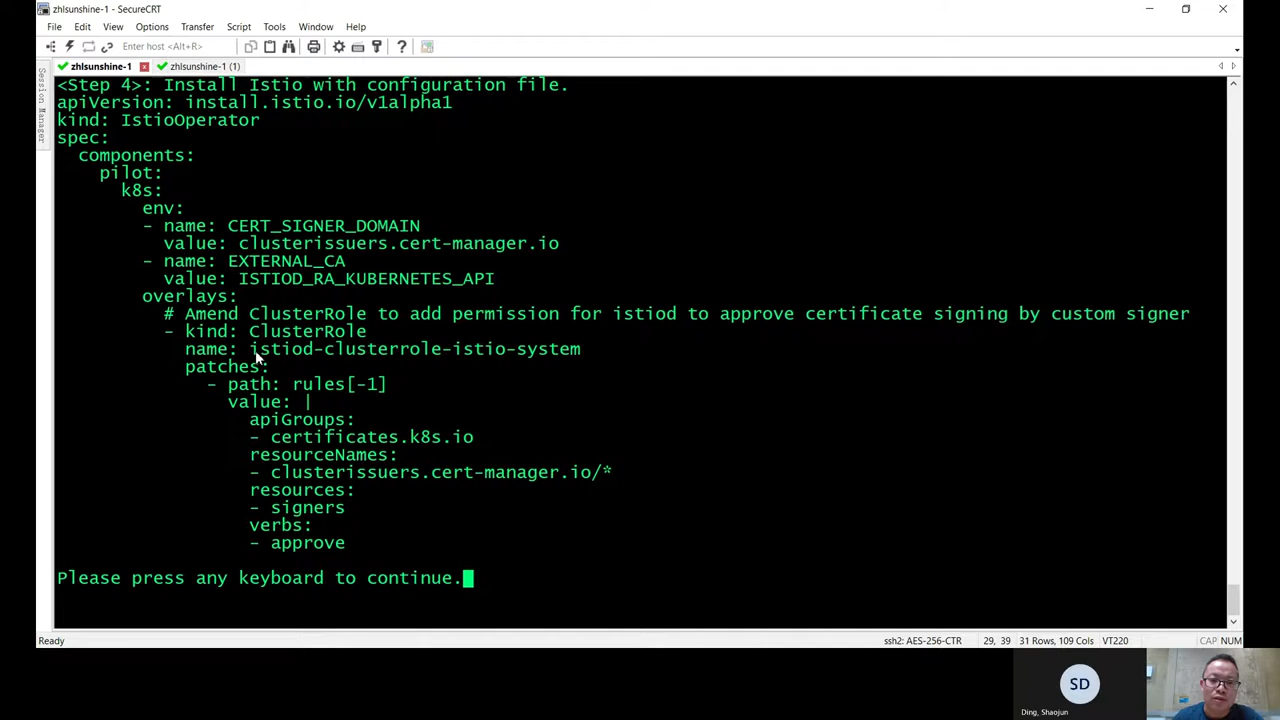 zhlsunshine-1 - SecureCRT
File Edit View Options Transfer Script Tools Window Help
Enter host <Alt+R>
zhlsunshine-1 zhlsunshine-1 (1)
Session Manager
<Step 4>: Install Istio with configuration file.
apiVersion: install.istio.io/v1alpha1
kind: IstioOperator
spec:
  components:
    pilot:
      k8s:
        env:
        - name: CERT_SIGNER_DOMAIN
          value: clusterissuers.cert-manager.io
        - name: EXTERNAL_CA
          value: ISTIOD_RA_KUBERNETES_API
        overlays:
          # Amend ClusterRole to add permission for istiod to approve certificate signing by custom signer
          - kind: ClusterRole
            name: istiod-clusterrole-istio-system
            patches:
              - path: rules[-1]
                value: |
                  apiGroups:
                  - certificates.k8s.io
                  resourceNames:
                  - clusterissuers.cert-manager.io/*
                  resources:
                  - signers
                  verbs:
                  - approve
Please press any keyboard to continue.
Ready ssh2: AES-256-CTR 29, 39 31 Rows, 109 Cols VT220 CAP NUM
SD
Ding, Shaojun